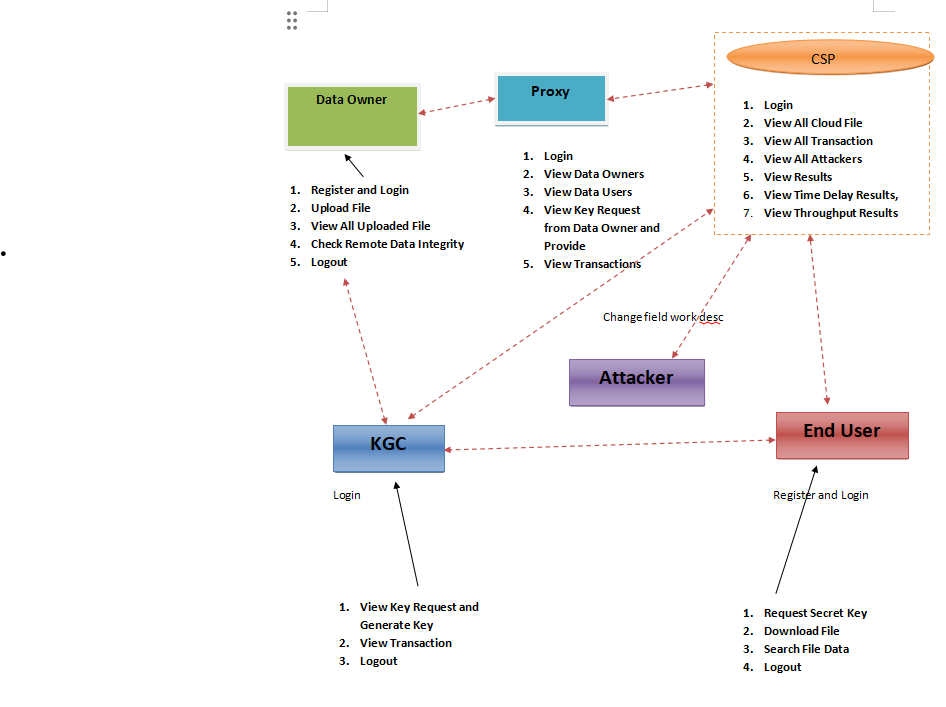 CSP
Data Owner
Proxy
1. Login
2. View All Cloud File
3. View All Transaction
4. View All Attackers
5. View Results
6. View Time Delay Results,
7. View Throughput Results
1. Login
2. View Data Owners
3. View Data Users
4. View Key Request
from Data Owner and
Provide
5. View Transactions
1. Register and Login
2. Upload File
3. View All Uploaded File
4. Check Remote Data Integrity
5. Logout
Change field work desc
Attacker
KGC
End User
Login
Register and Login
1. View Key Request and
Generate Key
2. View Transaction
3. Logout
1. Request Secret Key
2. Download File
3. Search File Data
4. Logout